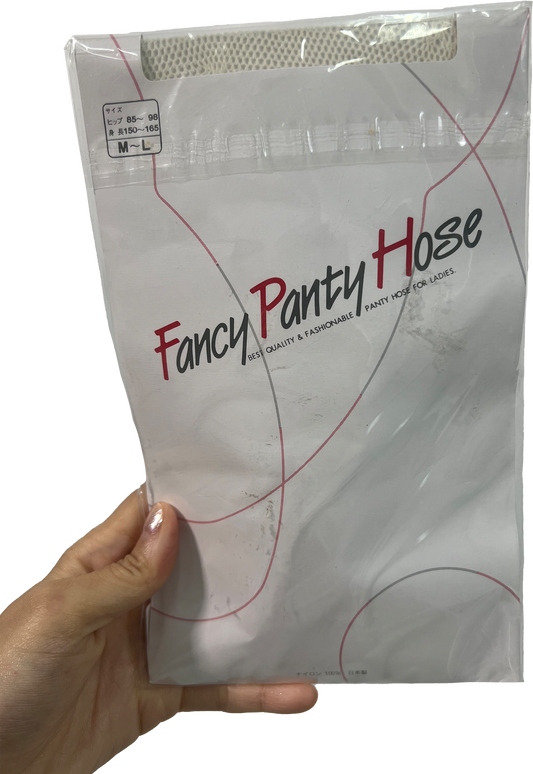 サイズ
ヒップ 85～98
身長150～165
M～L
Fancy Panty Hose
BEST QUALITY & FASHIONABLE PANTY HOSE FOR LADIES.